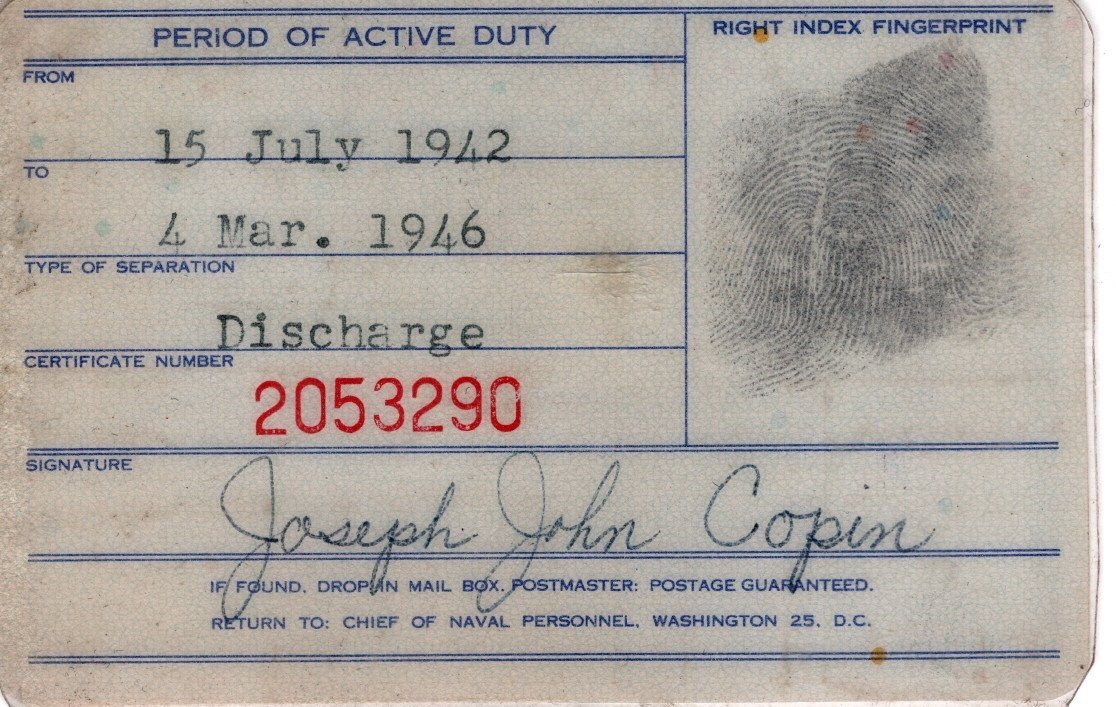 PERIOD OF ACTIVE DUTY
RIGHT INDEX FINGERPRINT
FROM
15 July 1942
TO
4 Mar. 1946
TYPE OF SEPARATION
Discharge
CERTIFICATE NUMBER
2053290
SIGNATURE
Joseph John Copin
IF FOUND, DROP IN MAIL BOX. POSTMASTER: POSTAGE GUARANTEED.
RETURN TO: CHIEF OF NAVAL PERSONNEL, WASHINGTON 25, D.C.